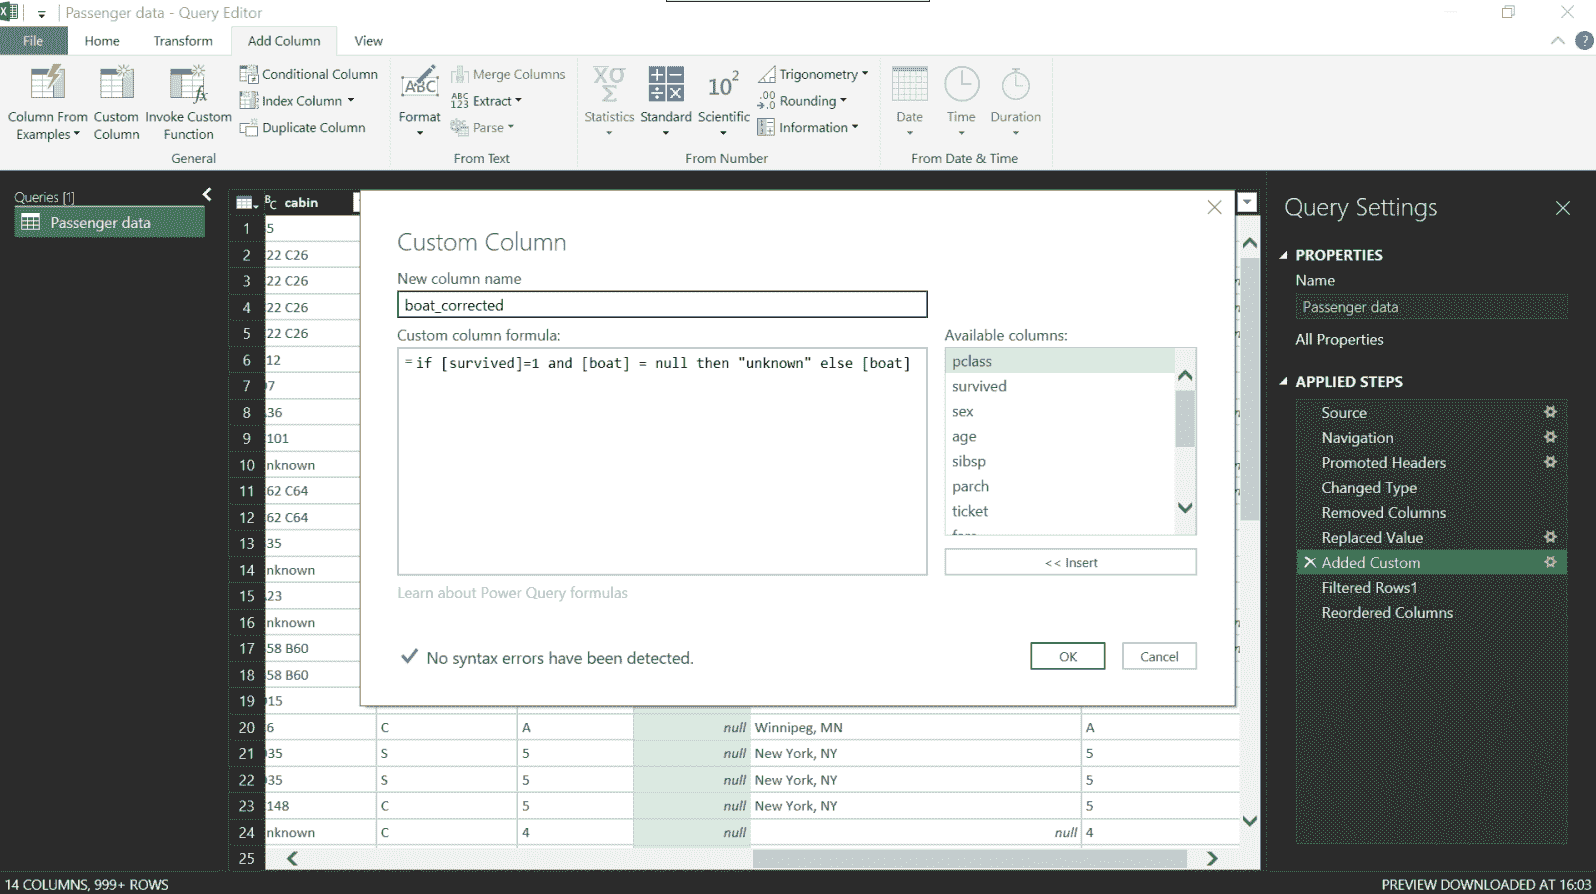 Passenger data - Query Editor
File Home Transform Add Column View
Column From Examples
Custom Column
Invoke Custom Function
Conditional Column
Index Column
Duplicate Column
General
ABC
Format
Merge Columns
ABC 123 Extract
Parse
From Text
Χσ Σ
Statistics
Standard
10²
Scientific
Trigonometry
.00 →.0 Rounding
Information
From Number
Date
Time
Duration
From Date & Time
Queries [1]
Passenger data
cabin
1 5
2 22 C26
3 22 C26
4 22 C26
5 22 C26
6 12
7 7
8 36
9 101
10 nknown
11 62 C64
12 62 C64
13 35
14 nknown
15 23
16 nknown
17 58 B60
18 58 B60
19 15
20 6 C A null Winnipeg, MN A
21 35 S 5 null New York, NY 5
22 35 S 5 null New York, NY 5
23 148 C 5 null New York, NY 5
24 nknown C 4 null null 4
25
Custom Column
New column name
boat_corrected
Custom column formula:
=if [survived]=1 and [boat] = null then "unknown" else [boat]
Available columns:
pclass
survived
sex
age
sibsp
parch
ticket
<< Insert
Learn about Power Query formulas
No syntax errors have been detected.
OK
Cancel
Query Settings
PROPERTIES
Name
Passenger data
All Properties
APPLIED STEPS
Source
Navigation
Promoted Headers
Changed Type
Removed Columns
Replaced Value
Added Custom
Filtered Rows1
Reordered Columns
14 COLUMNS, 999+ ROWS
PREVIEW DOWNLOADED AT 16:03